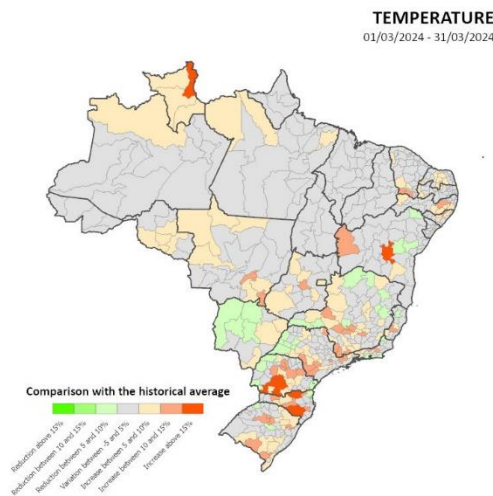 TEMPERATURE
01/03/2024 - 31/03/2024
Comparison with the historical average
Reduction above 15%
Reduction between 10 and 15%
Reduction between 5 and 10%
Variation between -5 and 5%
Increase between 5 and 10%
Increase between 10 and 15%
Increase above 15%